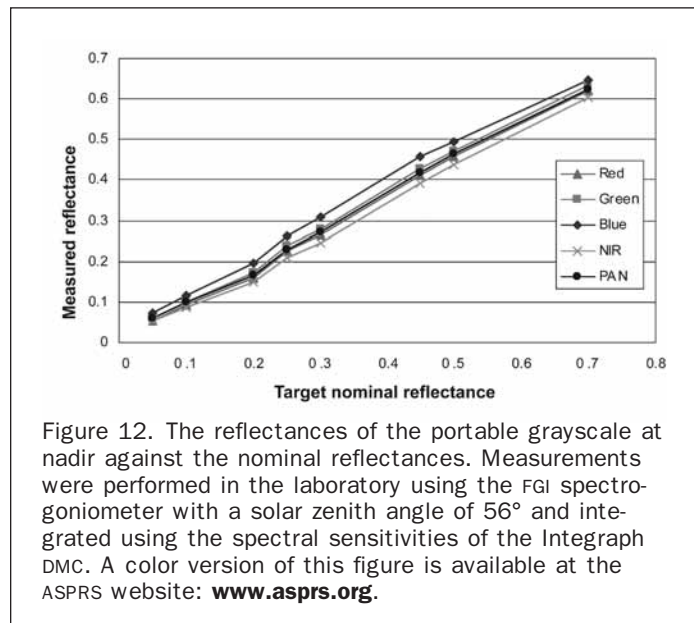 0.7
0.6
0.5
0.4
0.3
0.2
0.1
0
Measured reflectance
Red
Green
Blue
NIR
PAN
0 0.1 0.2 0.3 0.4 0.5 0.6 0.7 0.8
Target nominal reflectance
Figure 12. The reflectances of the portable grayscale at
nadir against the nominal reflectances. Measurements
were performed in the laboratory using the FGI spectro-
goniometer with a solar zenith angle of 56° and inte-
grated using the spectral sensitivities of the Integraph
DMC. A color version of this figure is available at the
ASPRS website: www.asprs.org.